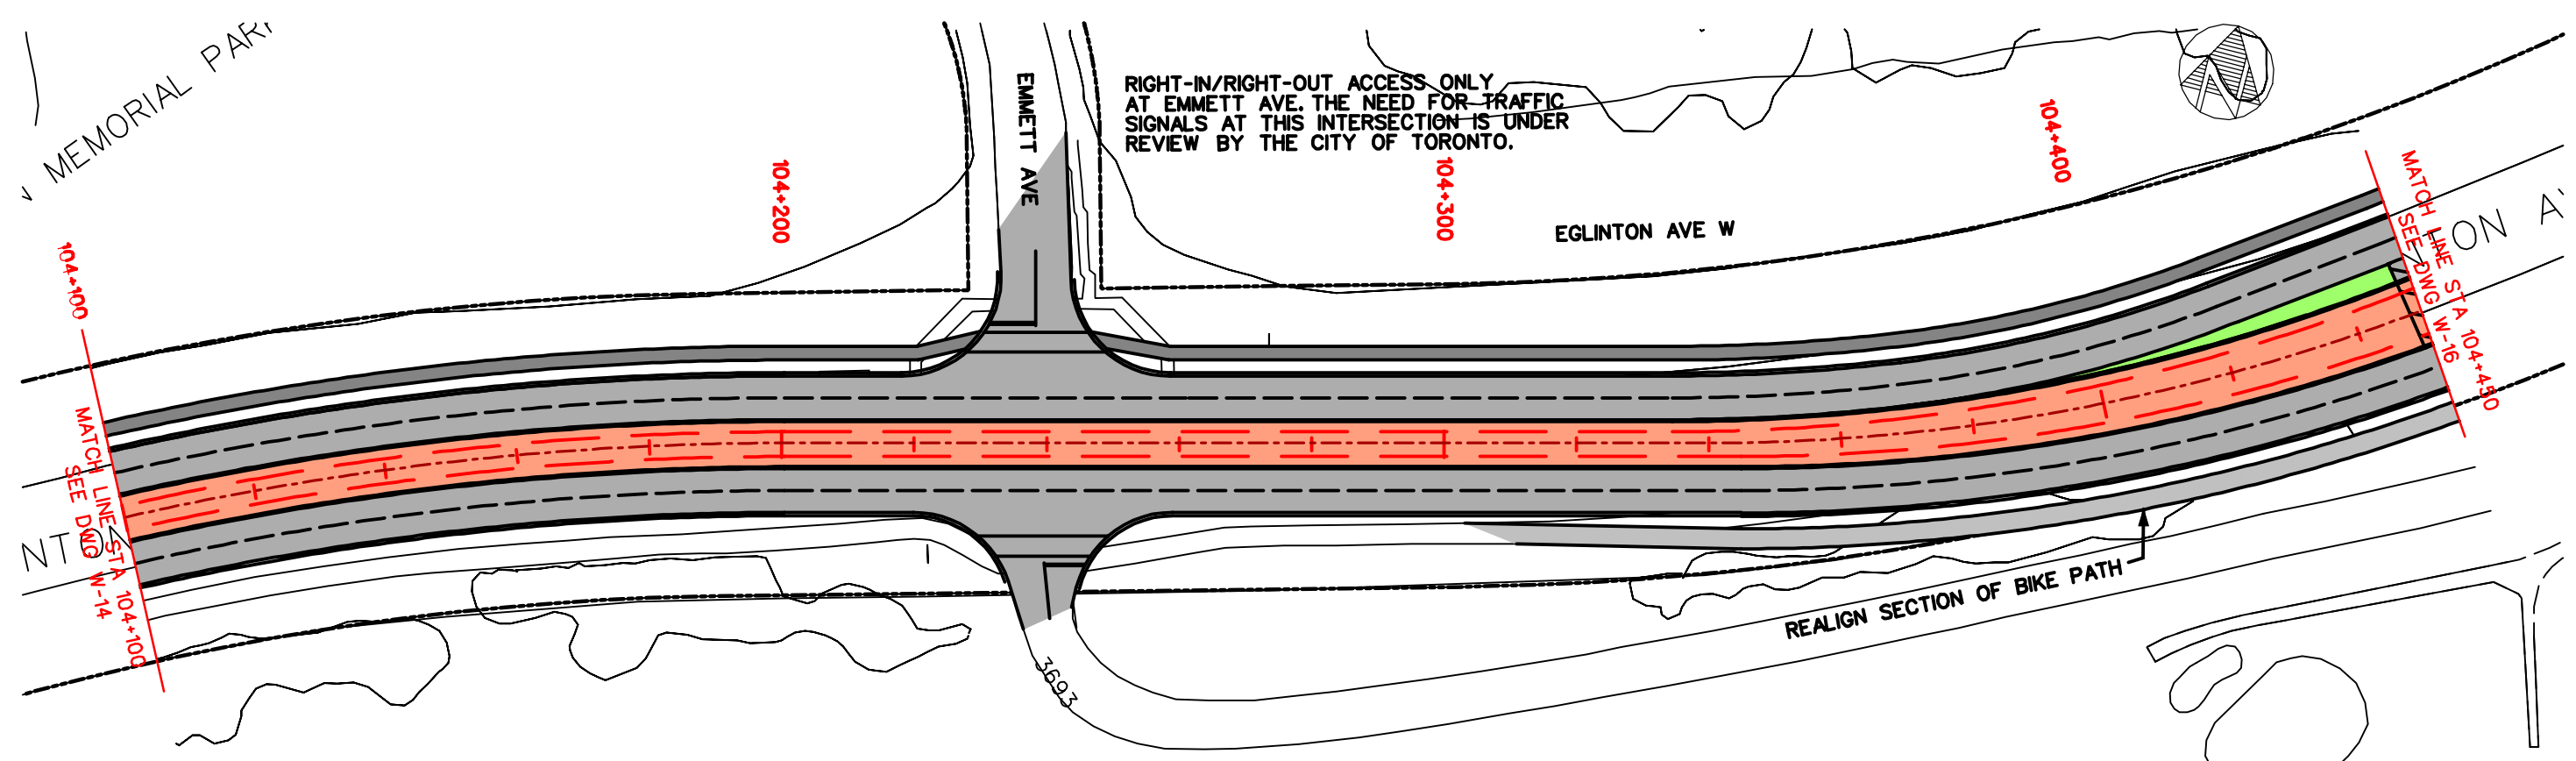 MEMORIAL
EMMETT AVE
RIGHT-IN/RIGHT-OUT ACCESS ONLY
AT EMMETT AVE. THE NEED FOR TRAFFIC
SIGNALS AT THIS INTERSECTION IS UNDER
REVIEW BY THE CITY OF TORONTO.
104+100
104+200
104+300
104+400
EGLINTON AVE W
MATCH LINE STA 104+450
SEE DWG W-16
ON A
MATCH LINE STA 104+100
SEE DWG W-14
NTON
REALIGN SECTION OF BIKE PATH
3693